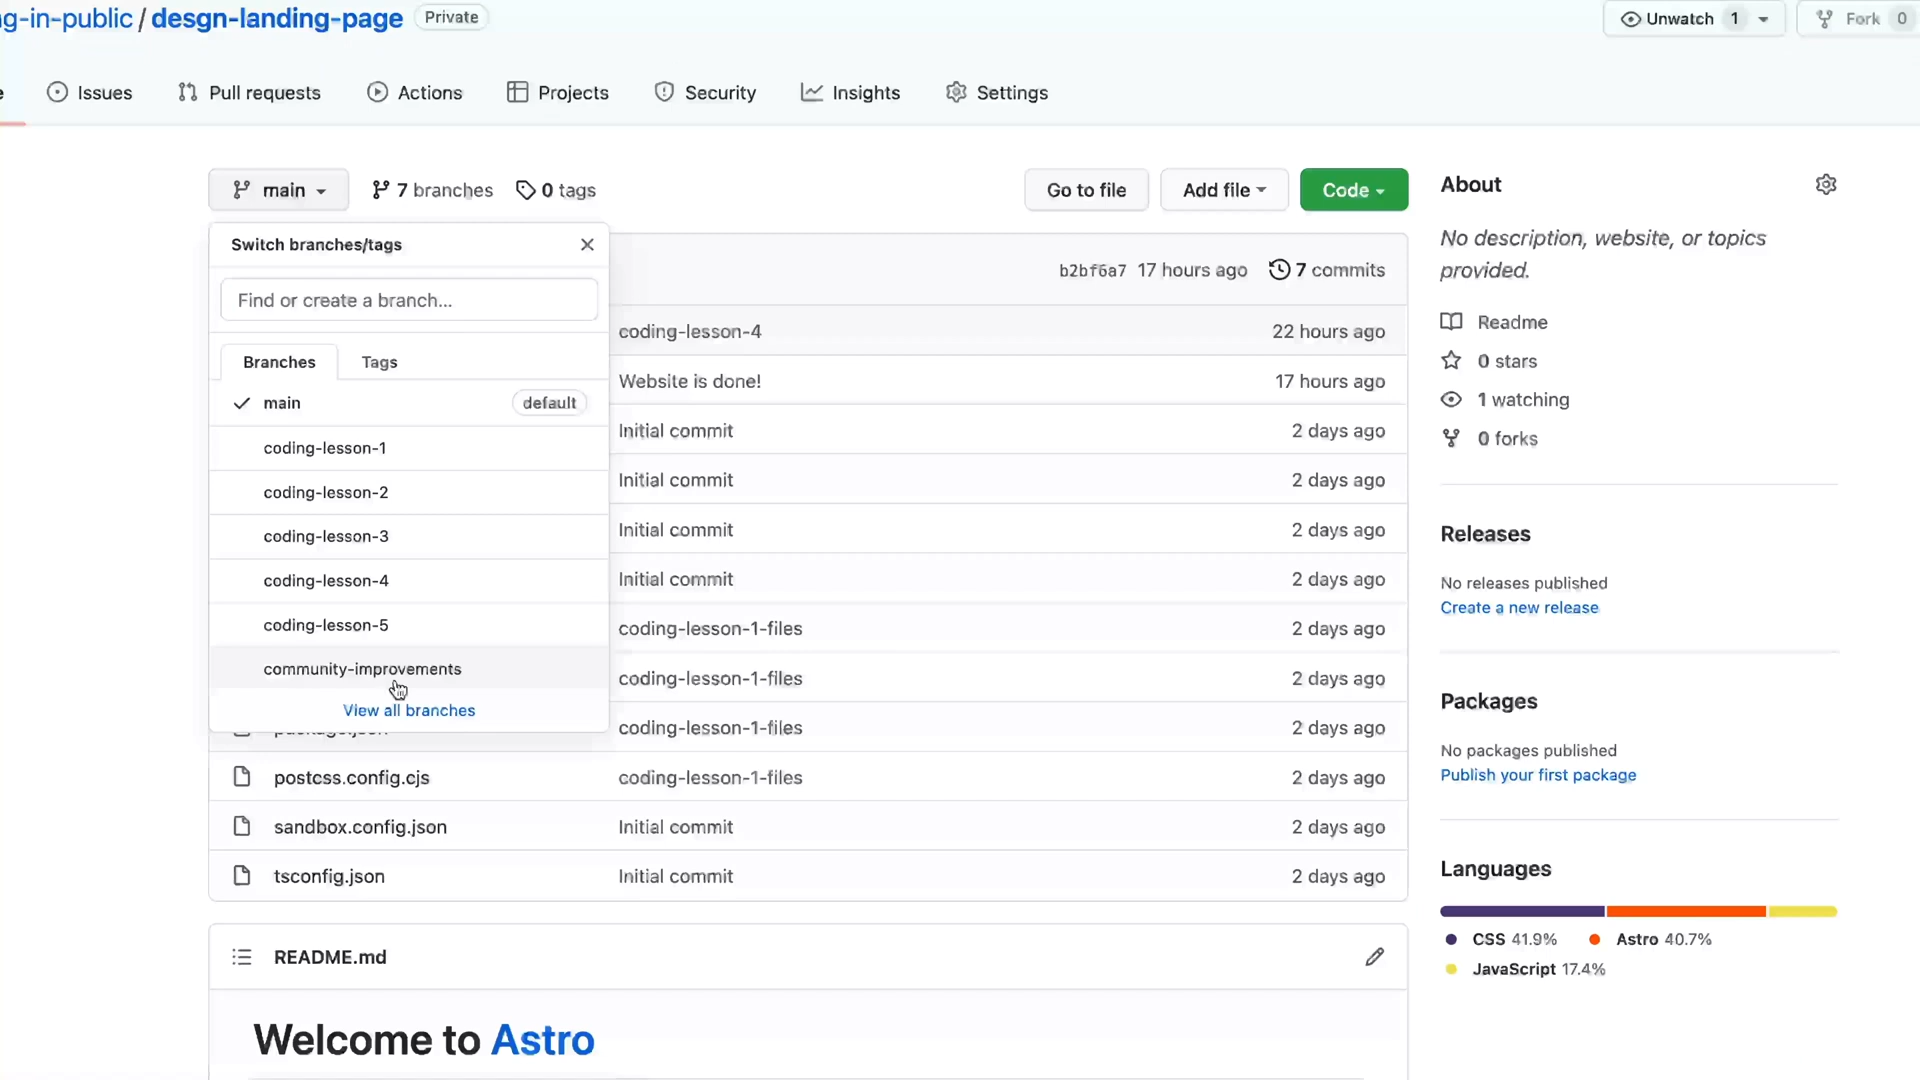 g-in-public / desgn-landing-page Private Unwatch 1 Fork 0
Issues Pull requests Actions Projects Security Insights Settings
main 7 branches 0 tags Go to file Add file Code
Switch branches/tags
Find or create a branch...
Branches Tags
main default
coding-lesson-1
coding-lesson-2
coding-lesson-3
coding-lesson-4
coding-lesson-5
community-improvements
View all branches
b2bf6a7 17 hours ago 7 commits
coding-lesson-4 22 hours ago
Website is done! 17 hours ago
Initial commit 2 days ago
Initial commit 2 days ago
Initial commit 2 days ago
Initial commit 2 days ago
coding-lesson-1-files 2 days ago
coding-lesson-1-files 2 days ago
coding-lesson-1-files 2 days ago
postcss.config.cjs coding-lesson-1-files 2 days ago
sandbox.config.json Initial commit 2 days ago
tsconfig.json Initial commit 2 days ago
README.md
Welcome to Astro
About
No description, website, or topics
provided.
Readme
0 stars
1 watching
0 forks
Releases
No releases published
Create a new release
Packages
No packages published
Publish your first package
Languages
CSS 41.9% Astro 40.7%
JavaScript 17.4%